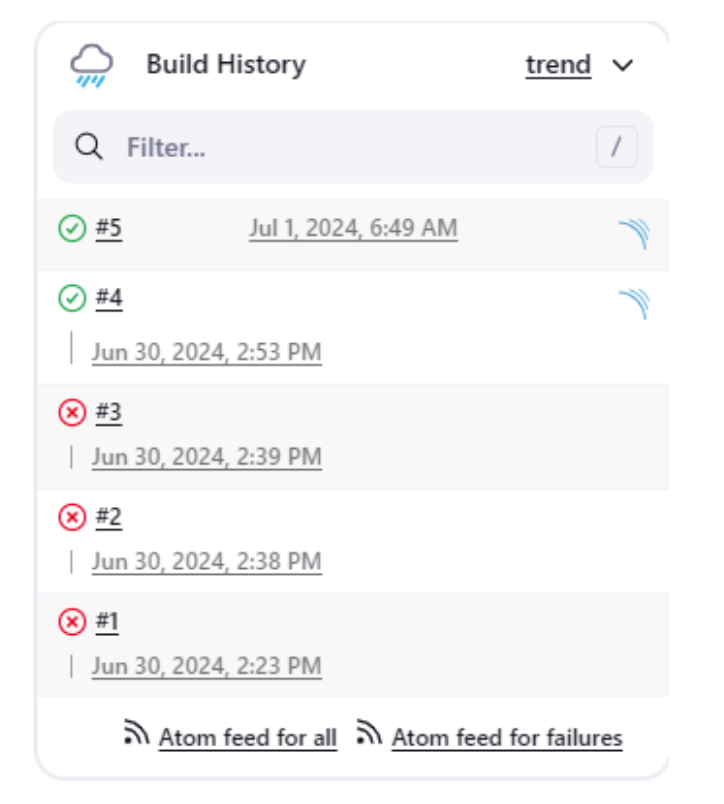 Build History trend
Filter... /
#5 Jul 1, 2024, 6:49 AM
#4
Jun 30, 2024, 2:53 PM
#3
Jun 30, 2024, 2:39 PM
#2
Jun 30, 2024, 2:38 PM
#1
Jun 30, 2024, 2:23 PM
Atom feed for all Atom feed for failures